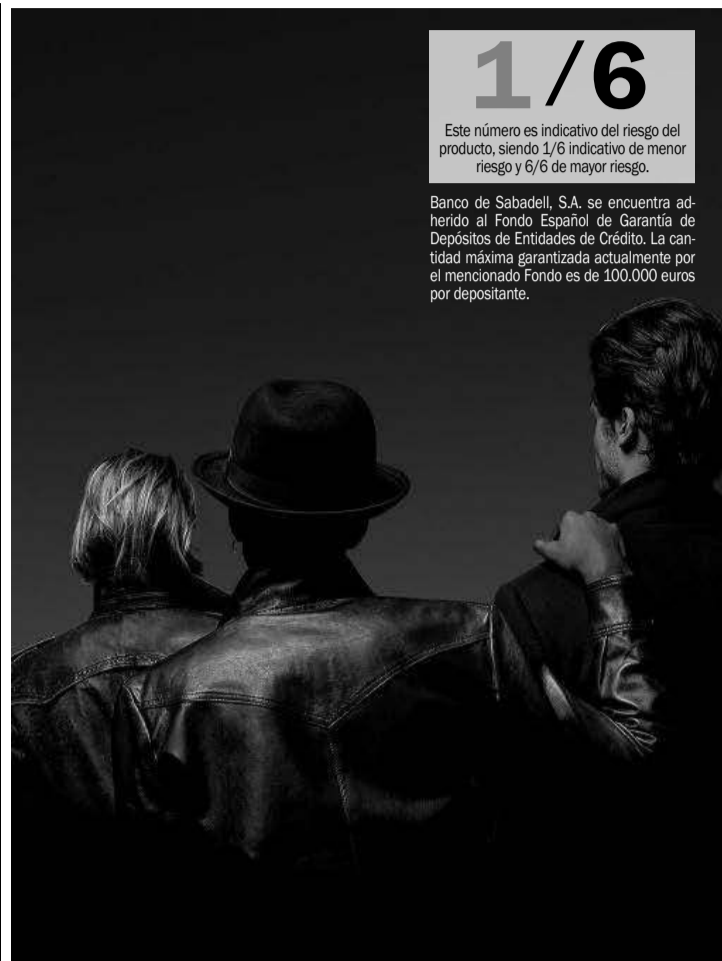 1/6
Este número es indicativo del riesgo del
producto, siendo 1/6 indicativo de menor
riesgo y 6/6 de mayor riesgo.
Banco de Sabadell, S.A. se encuentra ad-
herido al Fondo Español de Garantía de
Depósitos de Entidades de Crédito. La can-
tidad máxima garantizada actualmente por
el mencionado Fondo es de 100.000 euros
por depositante.